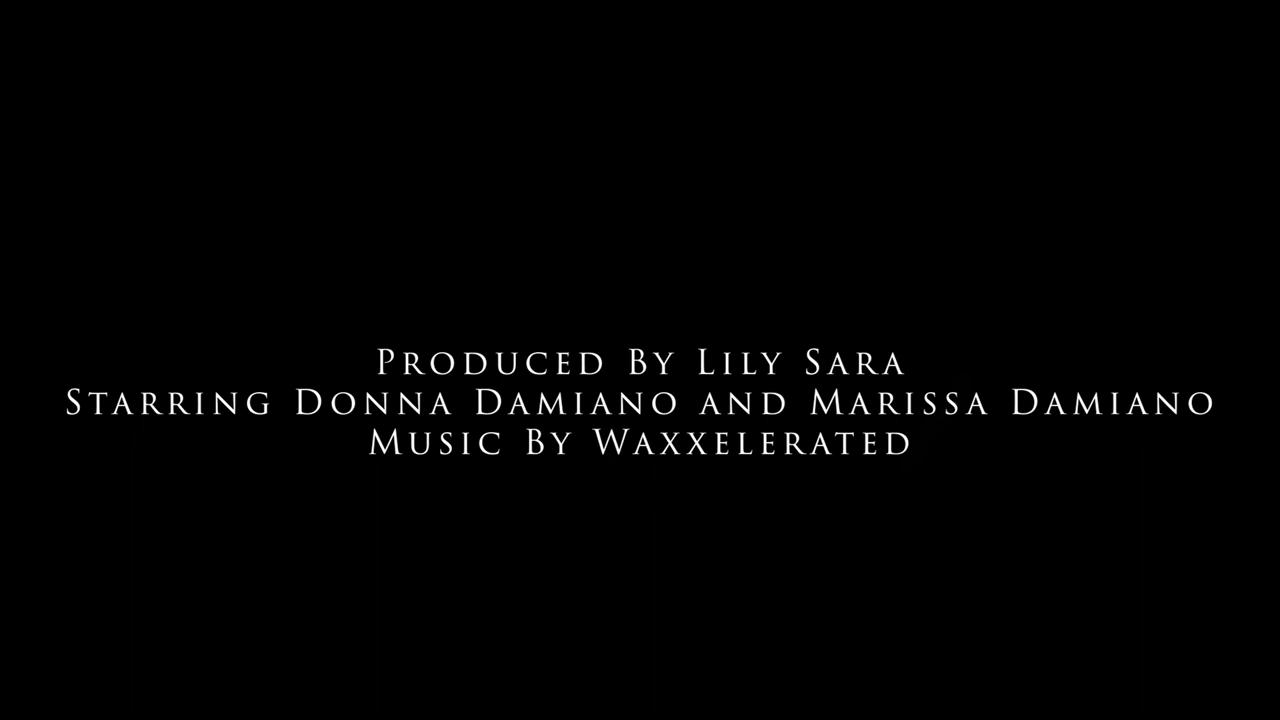 Produced By Lily Sara
Starring Donna Damiano and Marissa Damiano
Music By Waxxelerated